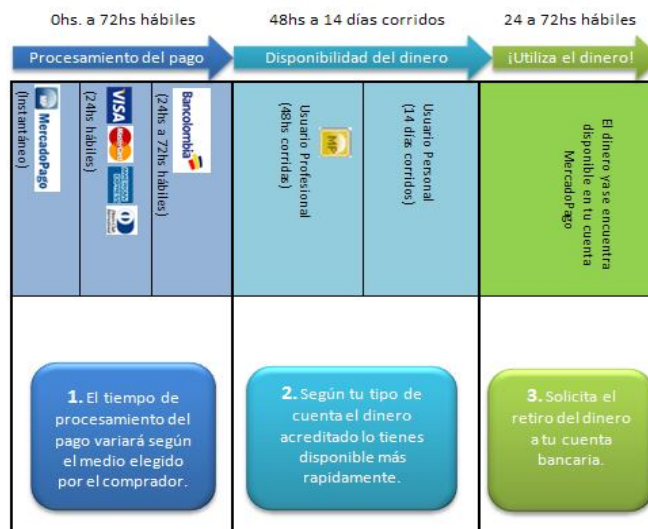 0hs. a 72hs hábiles
48hs a 14 días corridos
24 a 72hs hábiles
Procesamiento del pago
Disponibilidad del dinero
¡Utiliza el dinero!
MercadoPago
(Instantáneo)
VISA
MasterCard
AMERICAN EXPRESS
(24hs hábiles)
Bancolombia
(24hs a 72hs hábiles)
MP
Usuario Profesional
(48hs corridas)
Usuario Personal
(14 días corridos)
El dinero ya se encuentra
disponible en tu cuenta
MercadoPago
1. El tiempo de
procesamiento del
pago variará según
el medio elegido
por el comprador.
2. Según tu tipo de
cuenta el dinero
acreditado lo tienes
disponible más
rapidamente.
3. Solicita el
retiro del dinero
a tu cuenta
bancaria.